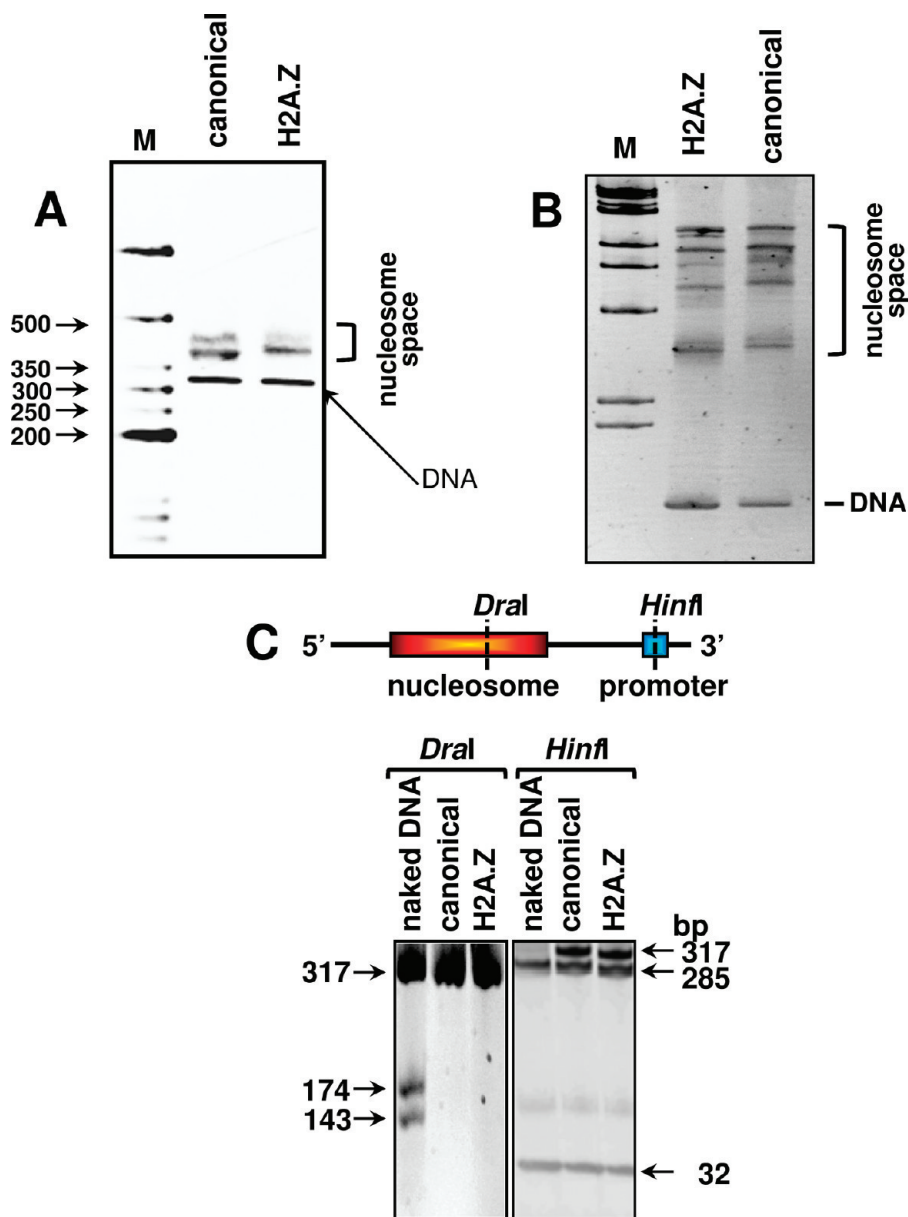 A
M
canonical
H2A.Z
500
350
300
250
200
nucleosome
space
DNA
B
M
H2A.Z
canonical
nucleosome
space
DNA
C
DraI
HinfI
5’
3’
nucleosome
promoter
DraI
HinfI
naked DNA
canonical
H2A.Z
naked DNA
canonical
H2A.Z
bp
317
317
285
174
143
32